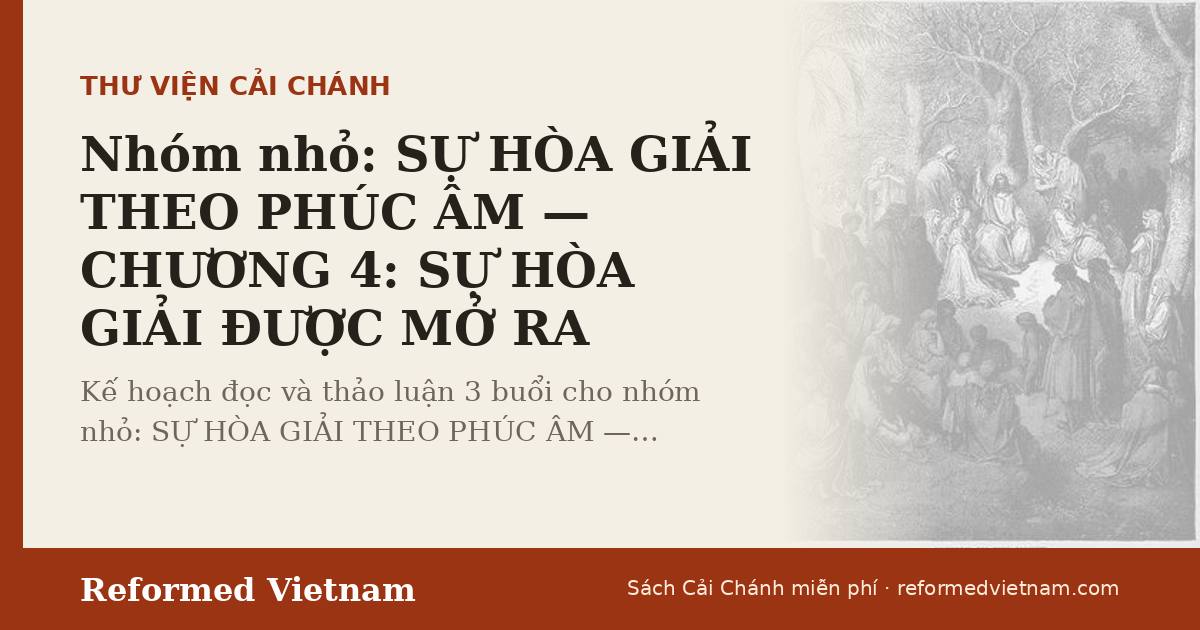 THƯ VIỆN CẢI CHÁNH
Nhóm nhỏ: SỰ HÒA GIẢI
THEO PHÚC ÂM —
CHƯƠNG 4: SỰ HÒA
GIẢI ĐƯỢC MỞ RA
Kế hoạch đọc và thảo luận 3 buổi cho nhóm
nhỏ: SỰ HÒA GIẢI THEO PHÚC ÂM —...
Reformed Vietnam
Sách Cải Chánh miễn phí · reformedvietnam.com